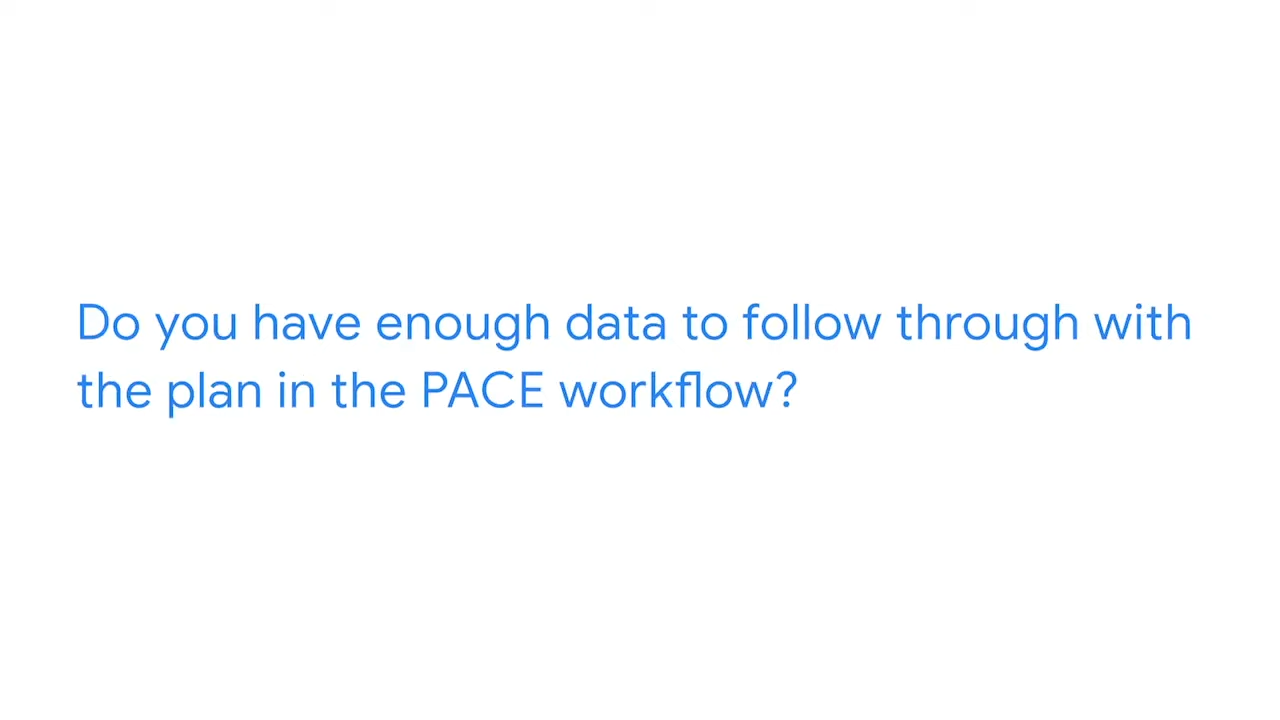 Do you have enough data to follow through with
the plan in the PACE workflow?